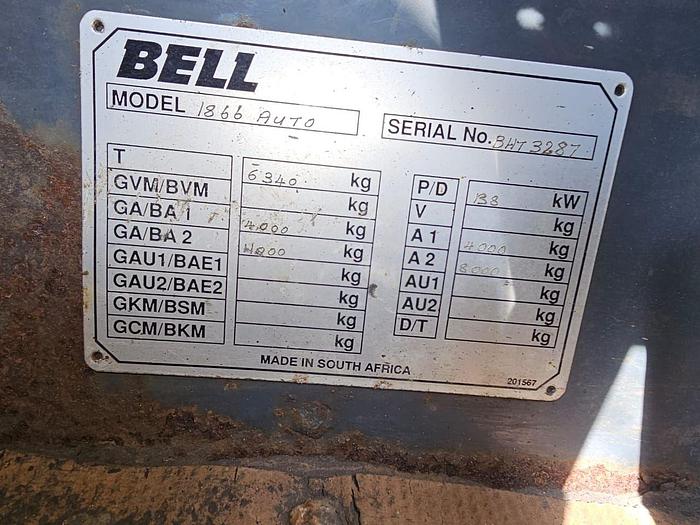 BELL
MODEL 1866 AUTO
SERIAL No. BHT 3287
T 6340 kg
GVM/BVM kg
GA/BA 1 4000 kg
GA/BA 2 4000 kg
GAU1/BAE1 kg
GAU2/BAE2 kg
GKM/BSM kg
GCM/BKM kg
P/D 138 kW
V kg
A 1 4000 kg
A 2 8000 kg
AU1 kg
AU2 kg
D/T
MADE IN SOUTH AFRICA
201567